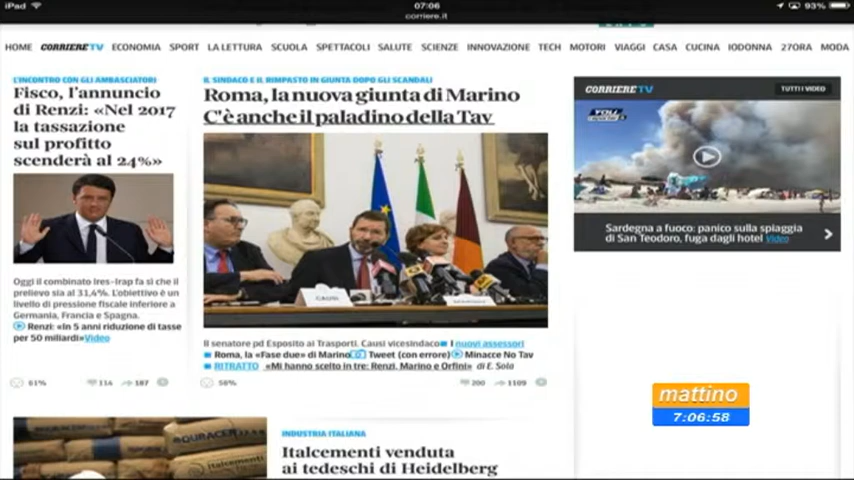 iPad
07:06
93%
corriere.it
HOME CORRIERE TV ECONOMIA SPORT LA LETTURA SCUOLA SPETTACOLI SALUTE SCIENZE INNOVAZIONE TECH MOTORI VIAGGI CASA CUCINA IODONNA 27ORA MODA
L'INCONTRO CON GLI AMBASCIATORI
Fisco, l'annuncio
di Renzi: «Nel 2017
la tassazione
sul profitto
scenderà al 24%»
Oggi il combinato Ires-Irap fa sì che il
prelievo sia al 31,4%. L'obiettivo è un
livello di pressione fiscale inferiore a
Germania, Francia e Spagna.
Renzi: «In 5 anni riduzione di tasse
per 50 miliardi»Video
61% 114 187
IL SINDACO E IL RIMPASTO IN GIUNTA DOPO GLI SCANDALI
Roma, la nuova giunta di Marino
C'è anche il paladino della Tav
CAUSI
Il senatore pd Esposito ai Trasporti. Causi vicesindaco I nuovi assessori
Roma, la «Fase due» di Marino Tweet (con errore) Minacce No Tav
RITRATTO «Mi hanno scelto in tre: Renzi, Marino e Orfini» di E. Sola
58% 200 1109
CORRIERE TV TUTTI I VIDEO
YOU
Sardegna a fuoco: panico sulla spiaggia
di San Teodoro, fuga dagli hotel Video
mattino
7:06:58
Italcementi
INDUSTRIA ITALIANA
Italcementi venduta
ai tedeschi di Heidelberg